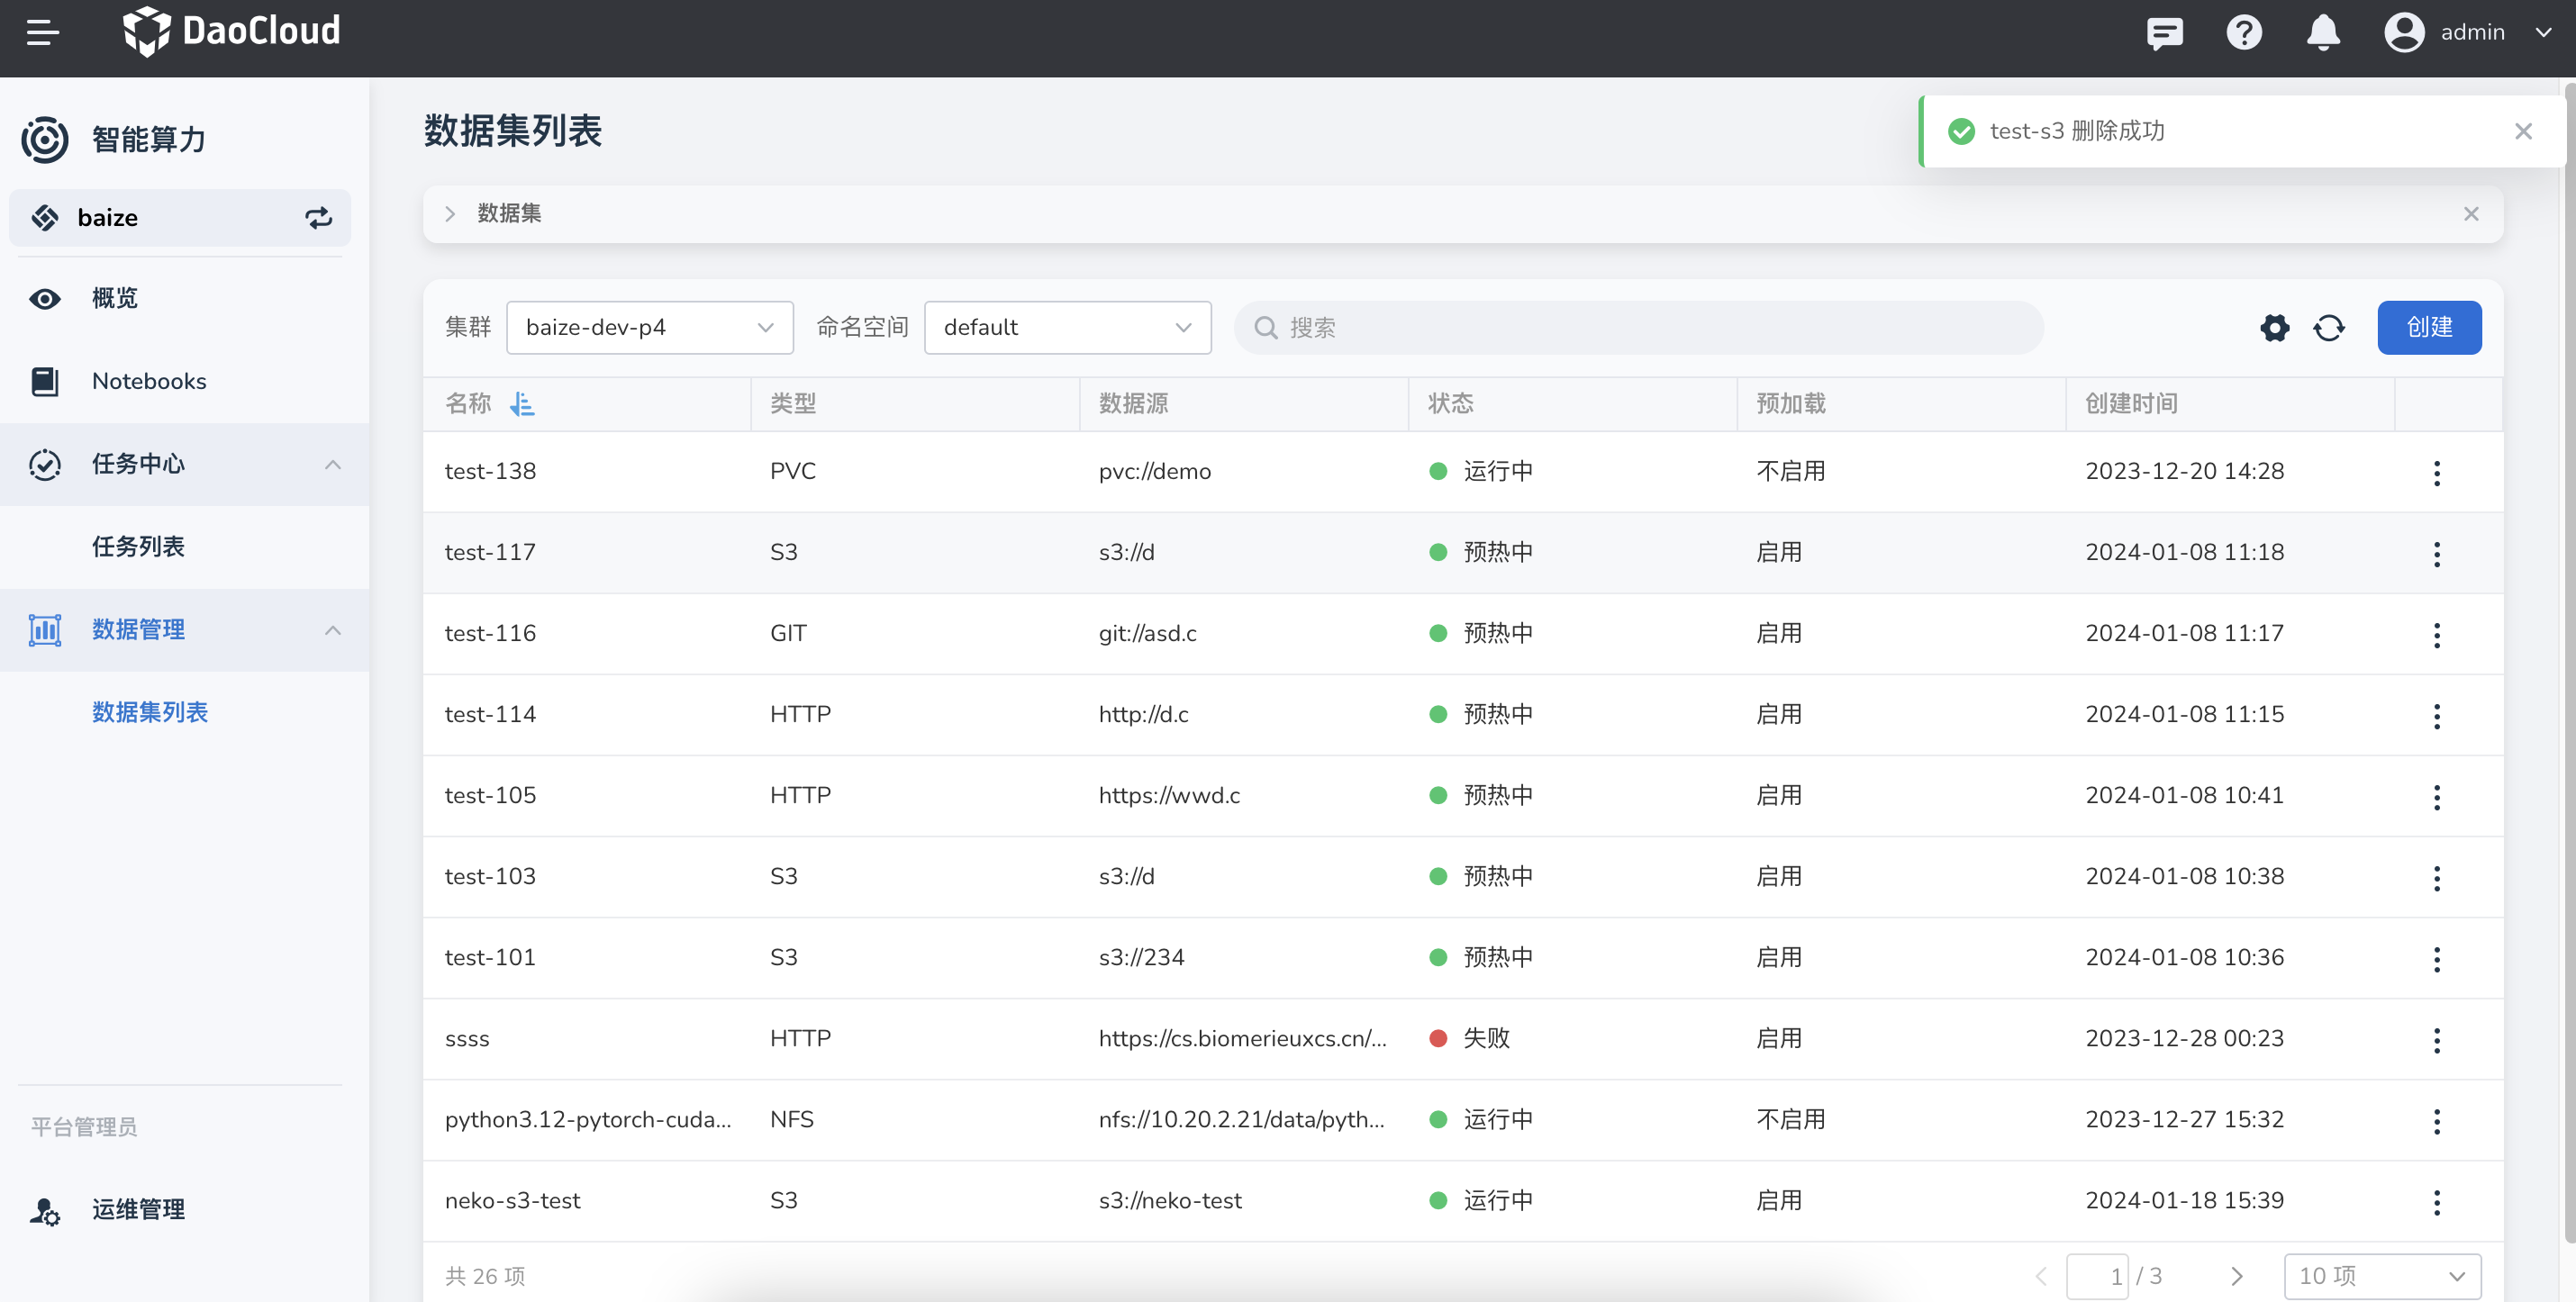 DaoCloud
admin
智能算力
baize
概览
Notebooks
任务中心
任务列表
数据管理
数据集列表
平台管理员
运维管理
数据集列表
test-s3 删除成功
数据集
集群 baize-dev-p4 命名空间 default 搜索 创建
名称 类型 数据源 状态 预加载 创建时间
test-138 PVC pvc://demo 运行中 不启用 2023-12-20 14:28
test-117 S3 s3://d 预热中 启用 2024-01-08 11:18
test-116 GIT git://asd.c 预热中 启用 2024-01-08 11:17
test-114 HTTP http://d.c 预热中 启用 2024-01-08 11:15
test-105 HTTP https://wwd.c 预热中 启用 2024-01-08 10:41
test-103 S3 s3://d 预热中 启用 2024-01-08 10:38
test-101 S3 s3://234 预热中 启用 2024-01-08 10:36
ssss HTTP https://cs.biomerieuxcs.cn/... 失败 启用 2023-12-28 00:23
python3.12-pytorch-cuda... NFS nfs://10.20.2.21/data/pyth... 运行中 不启用 2023-12-27 15:32
neko-s3-test S3 s3://neko-test 运行中 启用 2024-01-18 15:39
共 26 项 1 / 3 10 项